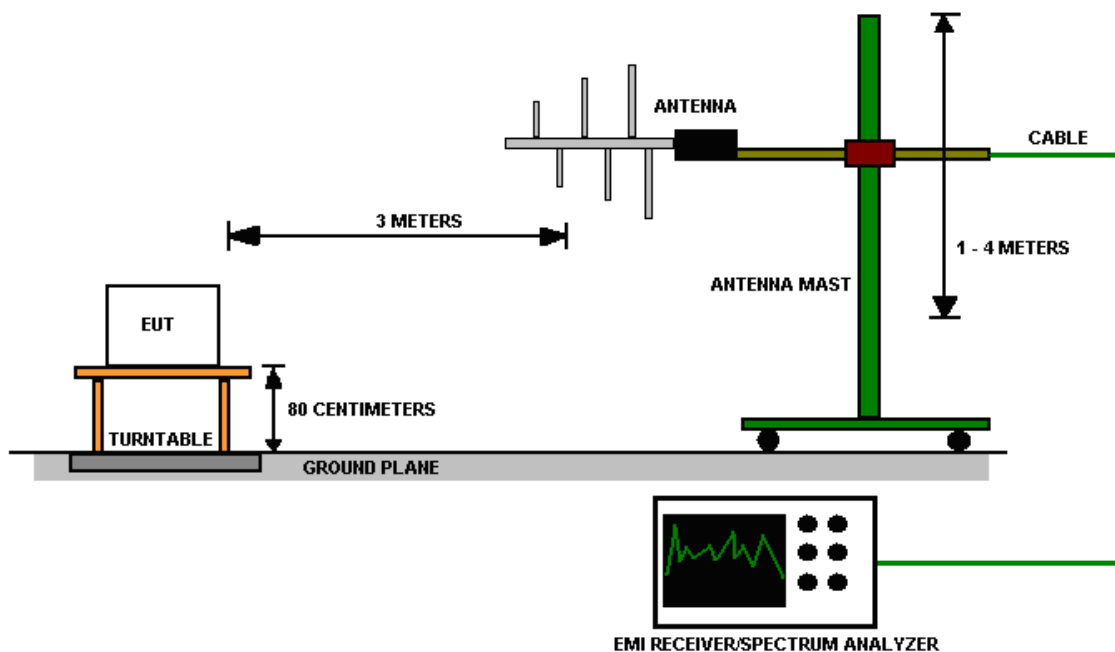 ANTENNA
CABLE
3 METERS
1 - 4 METERS
ANTENNA MAST
EUT
80 CENTIMETERS
TURNTABLE
GROUND PLANE
EMI RECEIVER/SPECTRUM ANALYZER